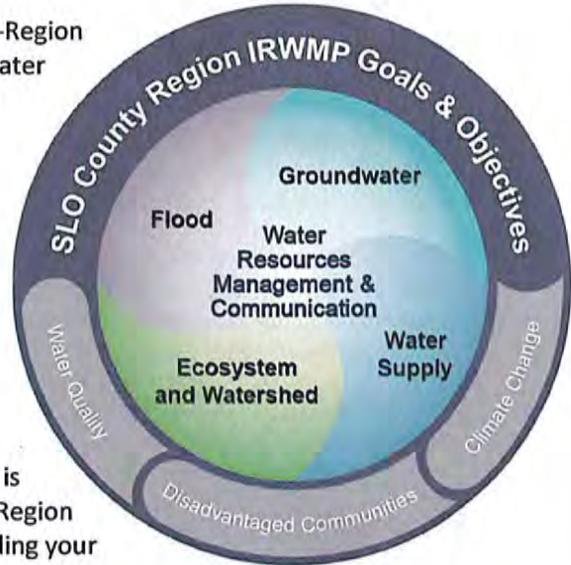 -Region
ater
SLO County Region IRWMP Goals & Objectives
Groundwater
Flood
Water
Resources
Management &
Communication
Water
Supply
Ecosystem
and Watershed
Water Quality
Disadvantaged Communities
Climate Change
is
Region
ding your